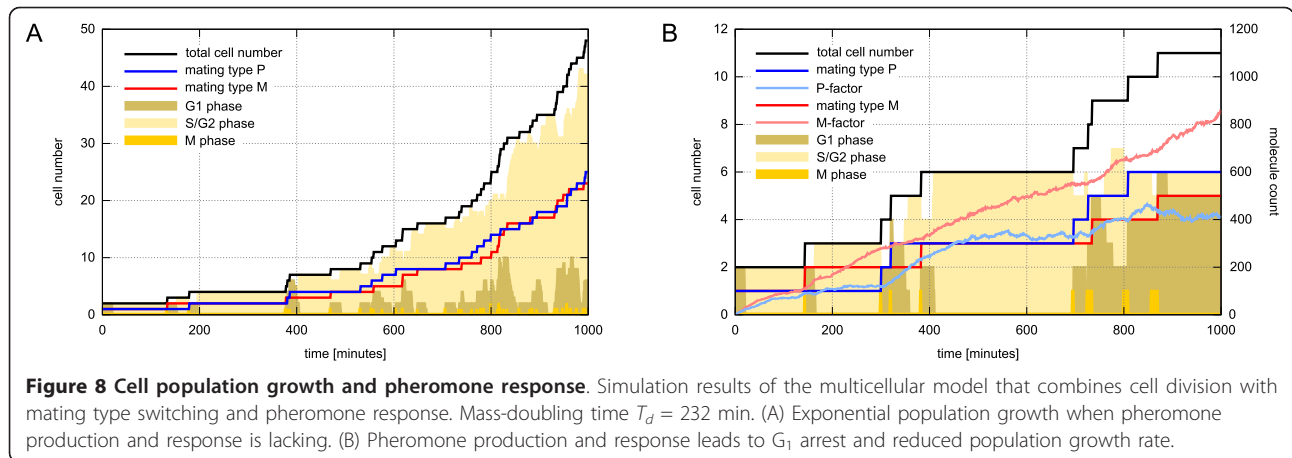 A
total cell number
mating type P
mating type M
G1 phase
S/G2 phase
M phase
cell number
50
40
30
20
10
0
0 200 400 600 800 1000
time [minutes]
B
total cell number
mating type P
P-factor
mating type M
M-factor
G1 phase
S/G2 phase
M phase
cell number
12
10
8
6
4
2
0
1200
1000
800
600
400
200
0
molecule count
0 200 400 600 800 1000
time [minutes]
Figure 8 Cell population growth and pheromone response. Simulation results of the multicellular model that combines cell division with
mating type switching and pheromone response. Mass-doubling time T_d = 232 min. (A) Exponential population growth when pheromone
production and response is lacking. (B) Pheromone production and response leads to G₁ arrest and reduced population growth rate.